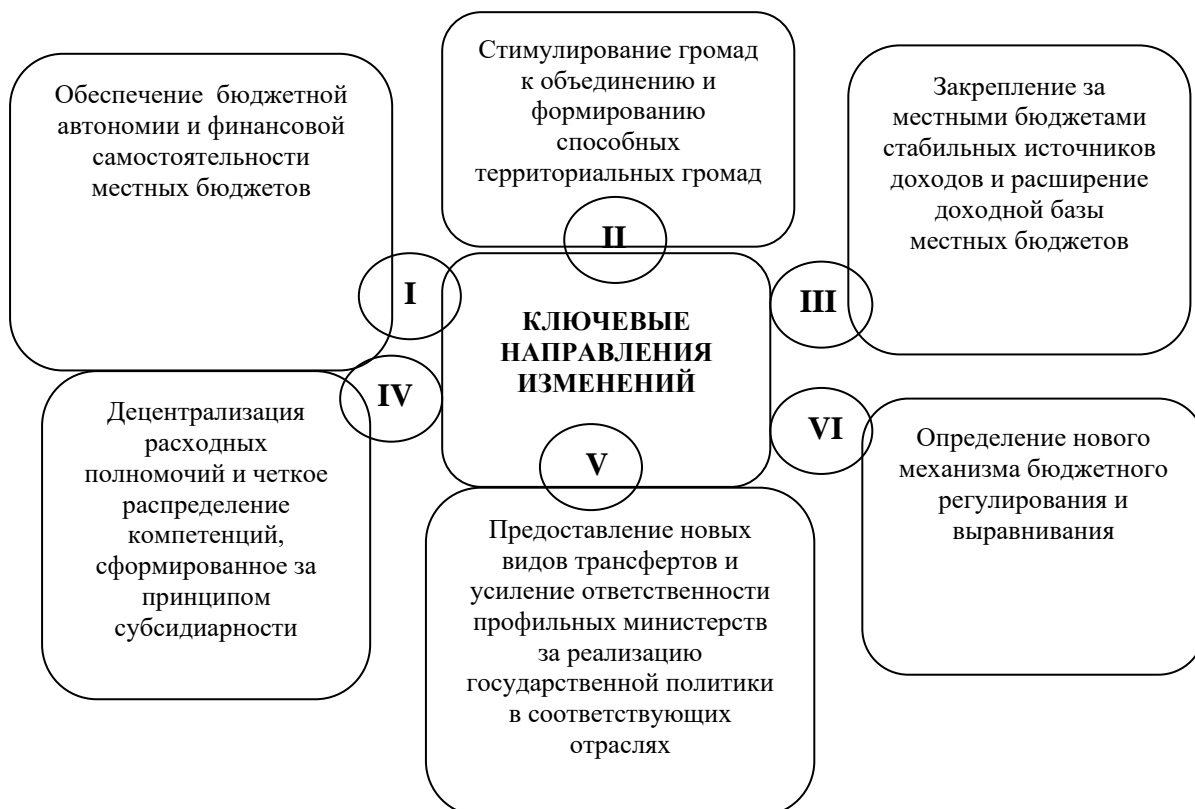 Обеспечение бюджетной
автономии и финансовой
самостоятельности
местных бюджетов
I
Стимулирование громад
к объединению и
формированию
способных
территориальных громад
II
Закрепление за
местными бюджетами
стабильных источников
доходов и расширение
доходной базы
местных бюджетов
III
КЛЮЧЕВЫЕ
НАПРАВЛЕНИЯ
ИЗМЕНЕНИЙ
IV
Децентрализация
расходных
полномочий и четкое
распределение
компетенций,
сформированное за
принципом
субсидиарности
V
Предоставление новых
видов трансфертов и
усиление ответственности
профильных министерств
за реализацию
государственной политики
в соответствующих
отраслях
VI
Определение нового
механизма бюджетного
регулирования и
выравнивания